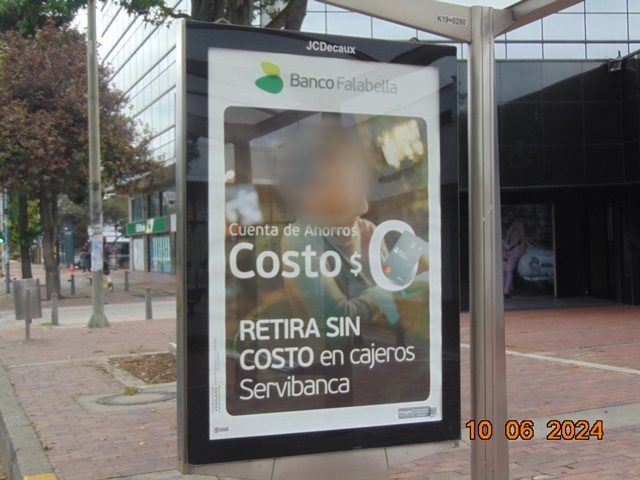 K19+0260
JCDecaux
Banco Falabella
Cuenta de Ahorros
Costo $0
RETIRA SIN
COSTO en cajeros
Servibanca
10 06 2024